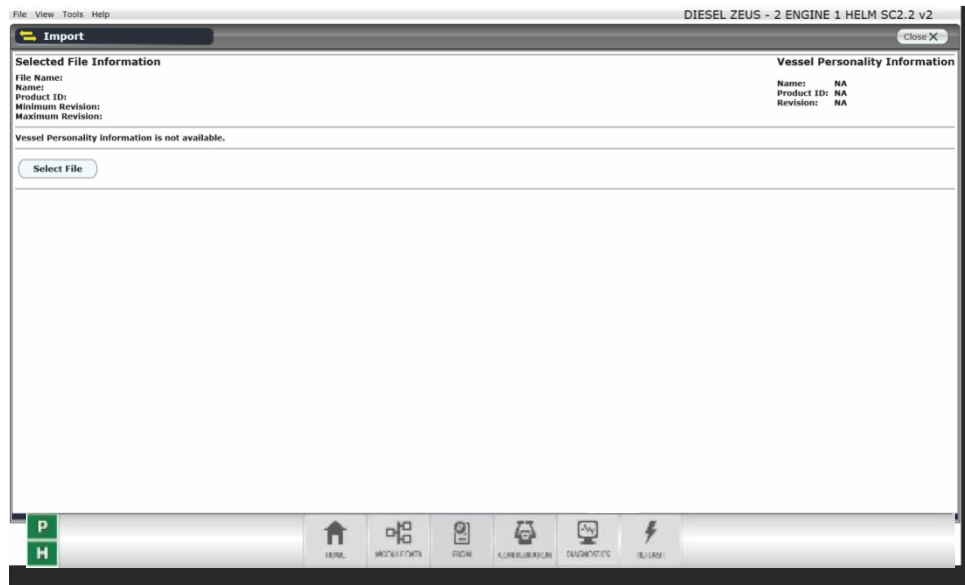 File View Tools Help
DIESEL ZEUS - 2 ENGINE 1 HELM SC2.2 v2
Import
Close X
Selected File Information
File Name:
Name:
Product ID:
Minimum Revision:
Maximum Revision:
Vessel Personality Information
Name: NA
Product ID: NA
Revision: NA
Vessel Personality information is not available.
Select File
P
H
HOME
MODULE DATA
CONFIGURATION
DIAGNOSTICS
REFLASH